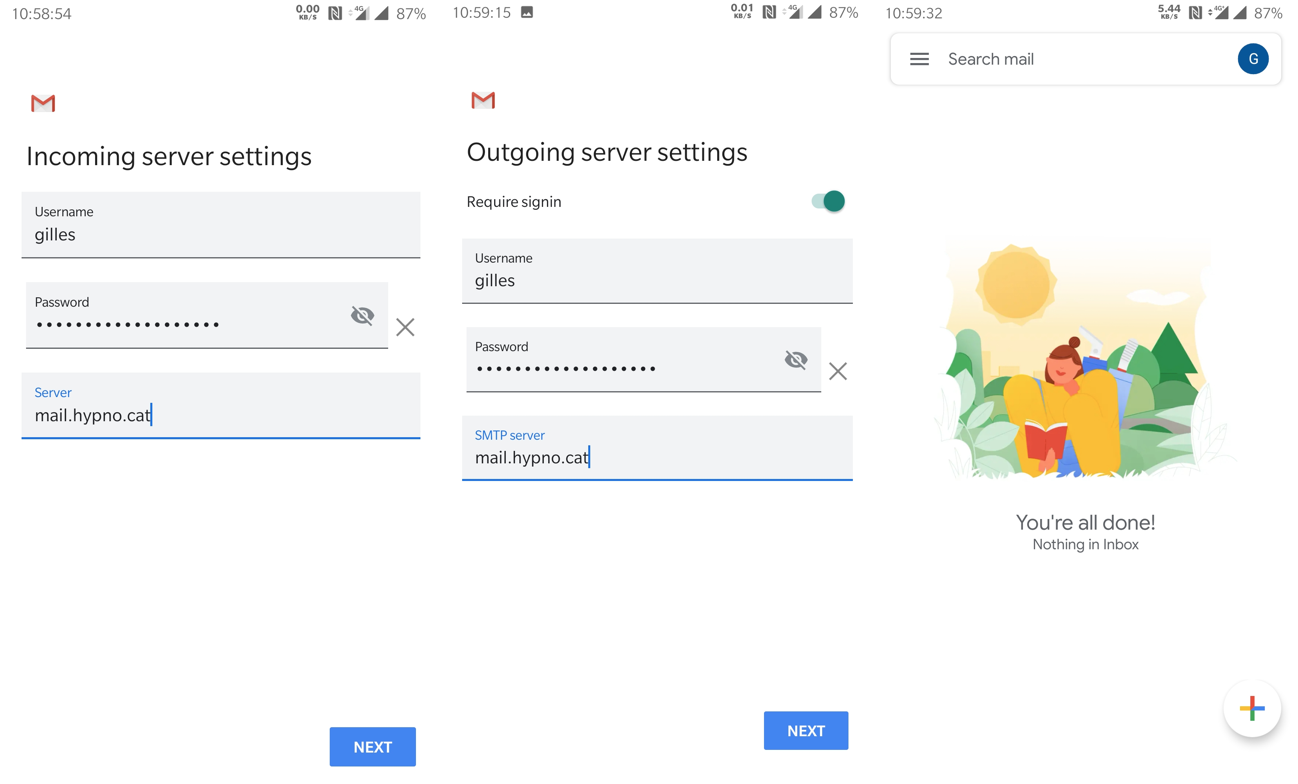 10:58:54
0.00
KB/S
4G
87%
Incoming server settings
Username
gilles
Password
•••••••••••••••••••
Server
mail.hypno.cat
NEXT
10:59:15
0.01
KB/S
4G
87%
Outgoing server settings
Require signin
Username
gilles
Password
•••••••••••••••••••
SMTP server
mail.hypno.cat
NEXT
10:59:32
5.44
KB/S
4G+
87%
Search mail
G
You're all done!
Nothing in Inbox